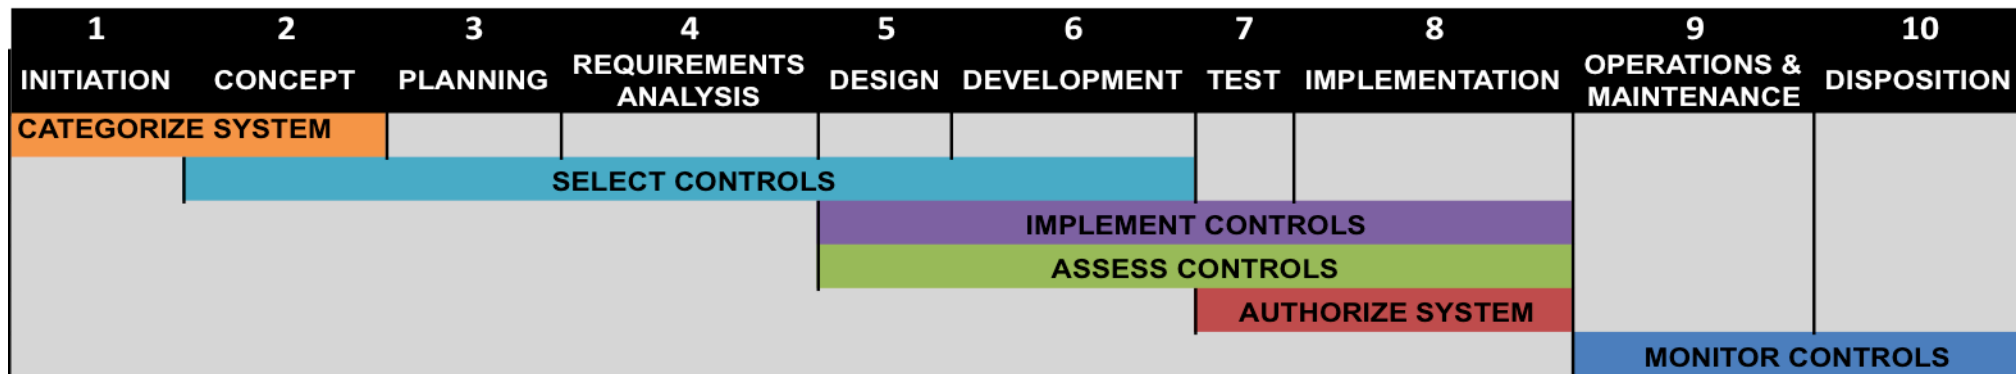 1 2 3 4 5 6 7 8 9 10
INITIATION CONCEPT PLANNING REQUIREMENTS ANALYSIS DESIGN DEVELOPMENT TEST IMPLEMENTATION OPERATIONS & MAINTENANCE DISPOSITION
CATEGORIZE SYSTEM
SELECT CONTROLS
IMPLEMENT CONTROLS
ASSESS CONTROLS
AUTHORIZE SYSTEM
MONITOR CONTROLS